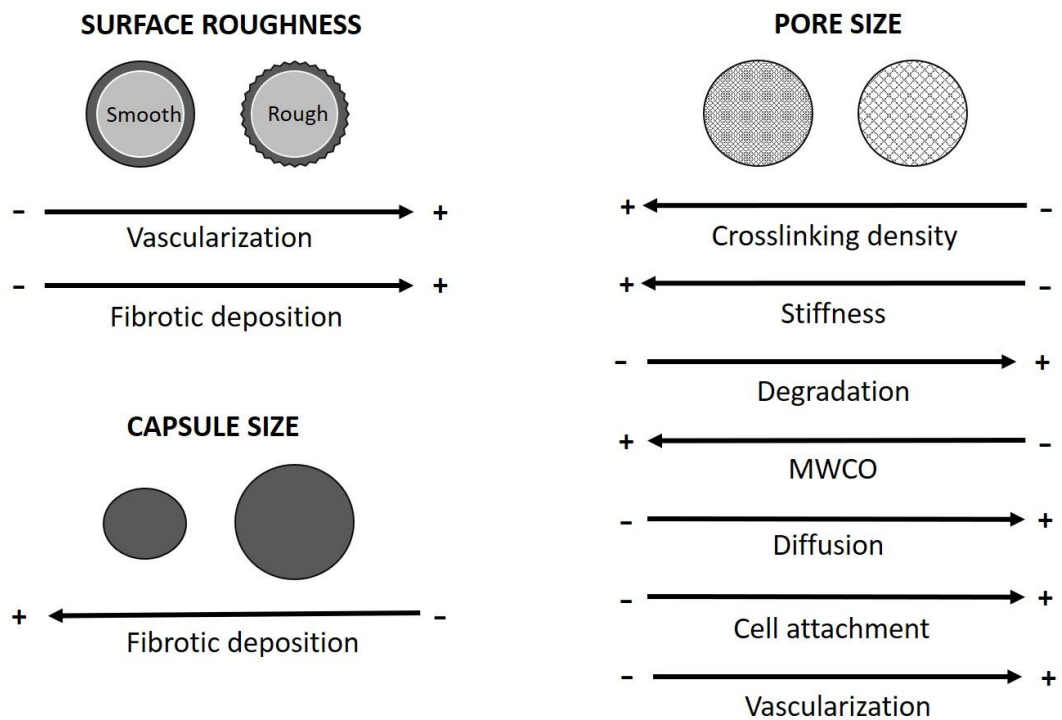 SURFACE ROUGHNESS
Smooth
Rough
− +
Vascularization
− +
Fibrotic deposition
CAPSULE SIZE
+ −
Fibrotic deposition
PORE SIZE
+ −
Crosslinking density
+ −
Stiffness
− +
Degradation
+ −
MWCO
− +
Diffusion
− +
Cell attachment
− +
Vascularization